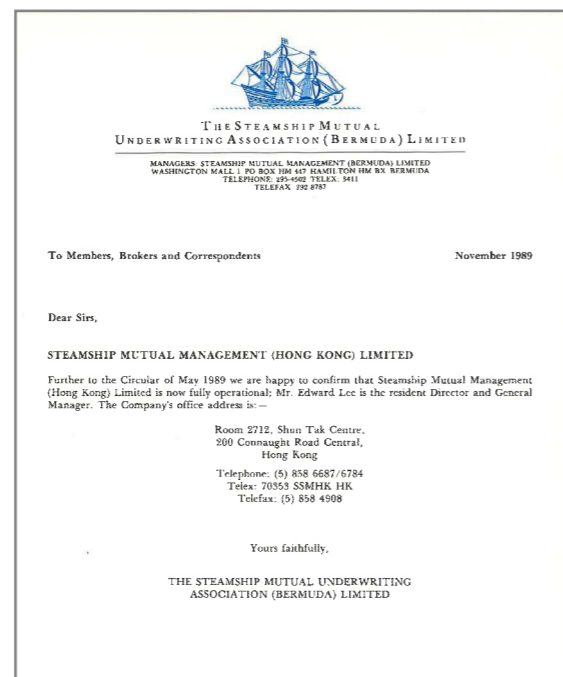 THE STEAMSHIP MUTUAL
UNDERWRITING ASSOCIATION (BERMUDA) LIMITED
MANAGERS: STEAMSHIP MUTUAL MANAGEMENT (BERMUDA) LIMITED
WASHINGTON MALL 1 PO BOX HM 447 HAMILTON HM BX BERMUDA
TELEPHONE: 295-4502 TELEX: 3411
TELEFAX 292 8787
To Members, Brokers and Correspondents November 1989
Dear Sirs,
STEAMSHIP MUTUAL MANAGEMENT (HONG KONG) LIMITED
Further to the Circular of May 1989 we are happy to confirm that Steamship Mutual Management
(Hong Kong) Limited is now fully operational; Mr. Edward Lee is the resident Director and General
Manager. The Company's office address is:—
Room 2712, Shun Tak Centre,
200 Connaught Road Central,
Hong Kong
Telephone: (5) 858 6687/6784
Telex: 70353 SSMHK HK
Telefax: (5) 858 4908
Yours faithfully,
THE STEAMSHIP MUTUAL UNDERWRITING
ASSOCIATION (BERMUDA) LIMITED